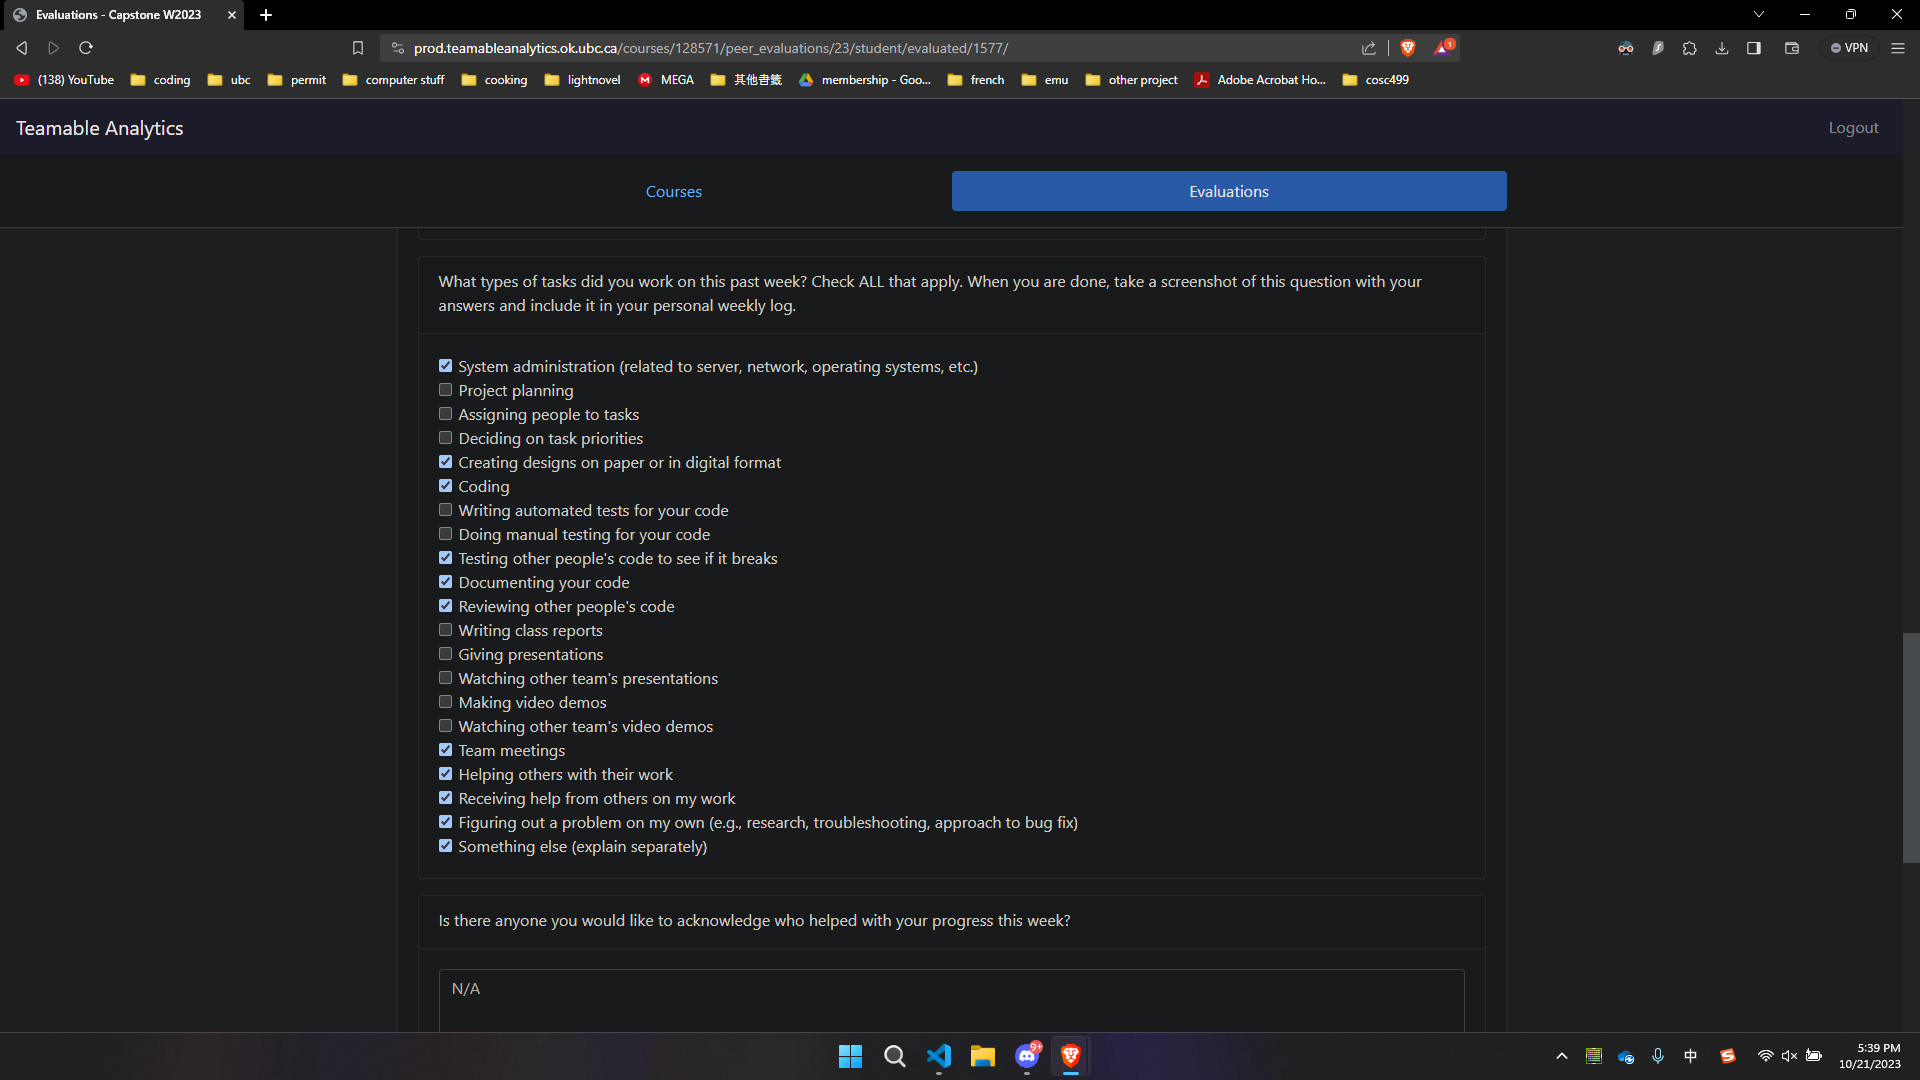 Evaluations - Capstone W2023
prod.teamableanalytics.ok.ubc.ca/courses/128571/peer_evaluations/23/student/evaluated/1577/
1
VPN
(138) YouTube
coding
ubc
permit
computer stuff
cooking
lightnovel
MEGA
其他書籤
membership - Goo...
french
emu
other project
Adobe Acrobat Ho...
cosc499
Teamable Analytics
Logout
Courses
Evaluations
What types of tasks did you work on this past week? Check ALL that apply. When you are done, take a screenshot of this question with your
answers and include it in your personal weekly log.
System administration (related to server, network, operating systems, etc.)
Project planning
Assigning people to tasks
Deciding on task priorities
Creating designs on paper or in digital format
Coding
Writing automated tests for your code
Doing manual testing for your code
Testing other people's code to see if it breaks
Documenting your code
Reviewing other people's code
Writing class reports
Giving presentations
Watching other team's presentations
Making video demos
Watching other team's video demos
Team meetings
Helping others with their work
Receiving help from others on my work
Figuring out a problem on my own (e.g., research, troubleshooting, approach to bug fix)
Something else (explain separately)
Is there anyone you would like to acknowledge who helped with your progress this week?
N/A
9+
中
5:39 PM
10/21/2023